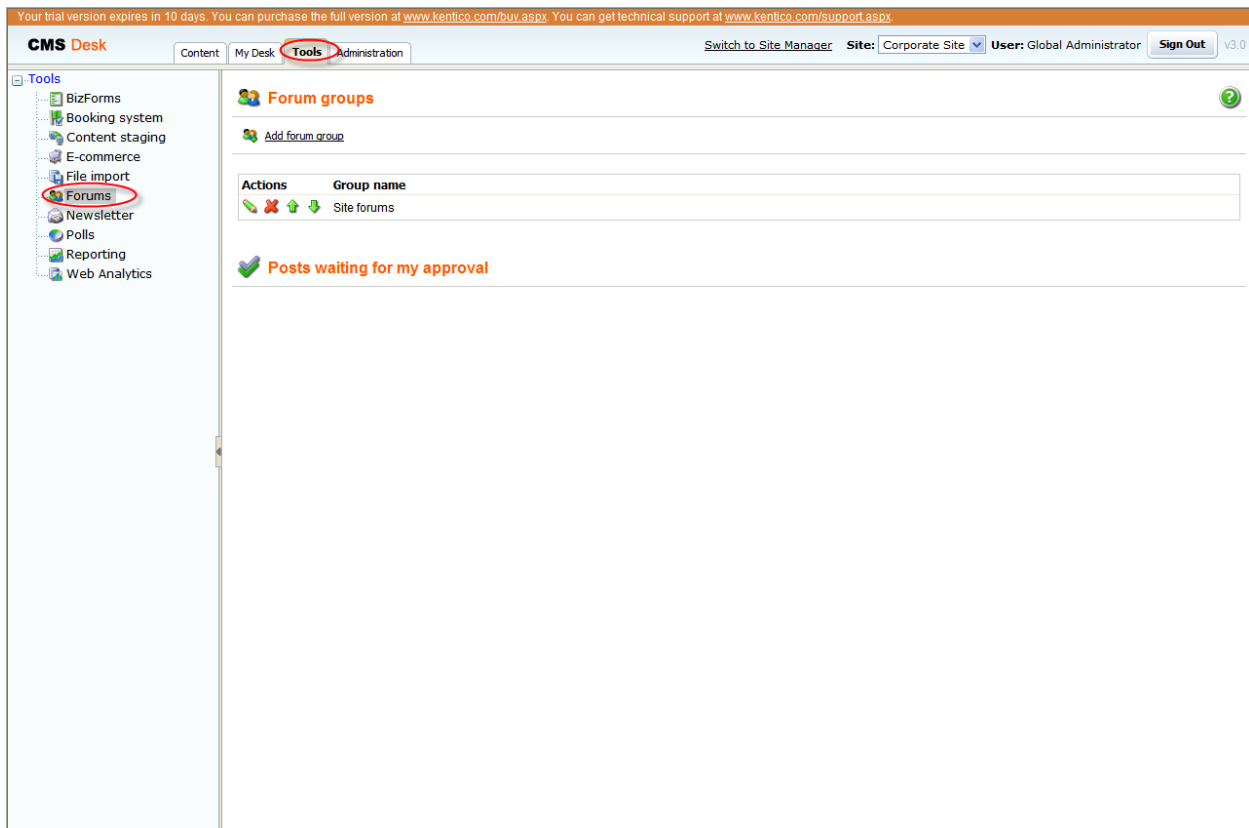 Your trial version expires in 10 days. You can purchase the full version at www.kentico.com/buy.aspx. You can get technical support at www.kentico.com/support.aspx.
CMS Desk
Content My Desk Tools Administration
Switch to Site Manager Site: Corporate Site User: Global Administrator Sign Out v3.0
Tools
BizForms
Booking system
Content staging
E-commerce
File import
Forums
Newsletter
Polls
Reporting
Web Analytics
Forum groups
Add forum group
Actions Group name
Site forums
Posts waiting for my approval